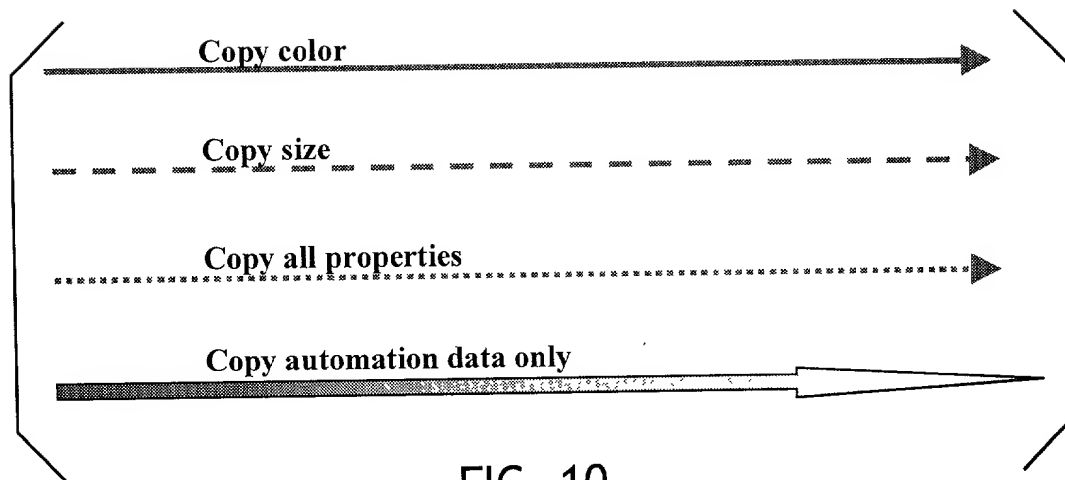 Copy color
Copy size
Copy all properties
Copy automation data only
FIG. 10